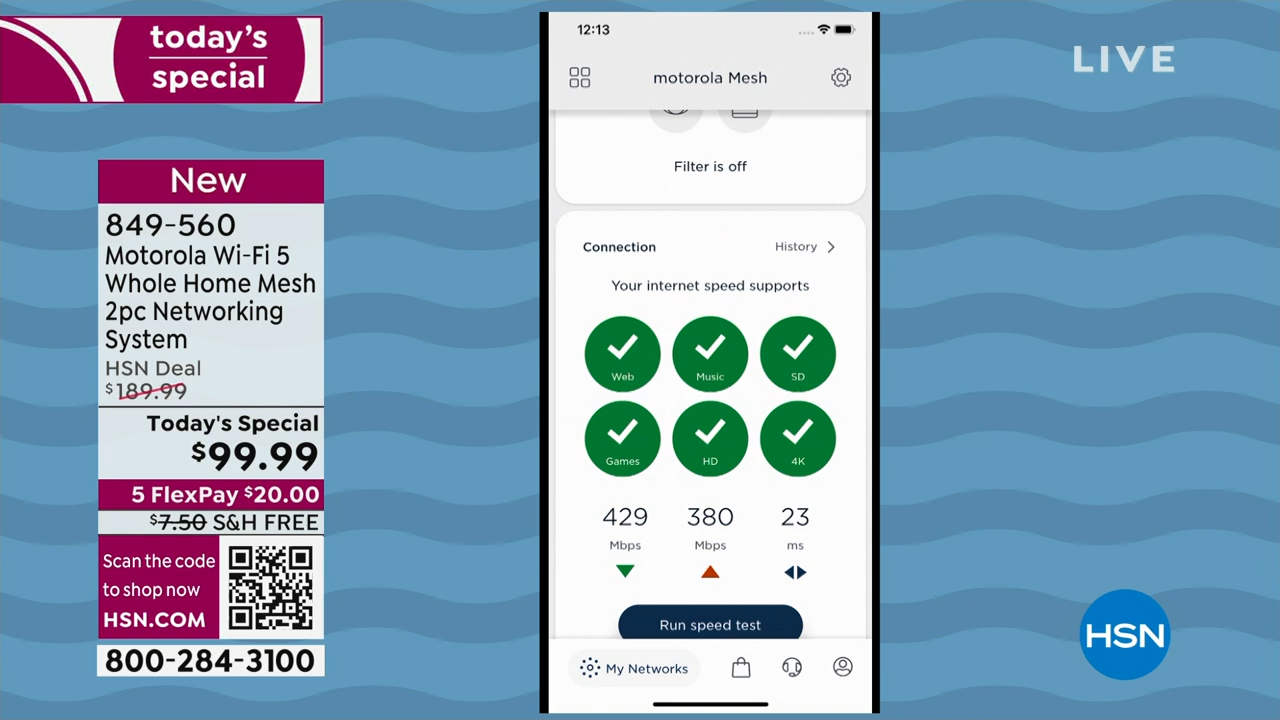 today's
special
New
849-560
Motorola Wi-Fi 5
Whole Home Mesh
2pc Networking
System
HSN Deal
$189.99
Today's Special
$99.99
5 FlexPay $20.00
$7.50 S&H FREE
Scan the code
to shop now
HSN.COM
800-284-3100
12:13
motorola Mesh
Filter is off
Connection
History
Your internet speed supports
Web
Music
SD
Games
HD
4K
429
380
23
Mbps
Mbps
ms
Run speed test
My Networks
LIVE
HSN